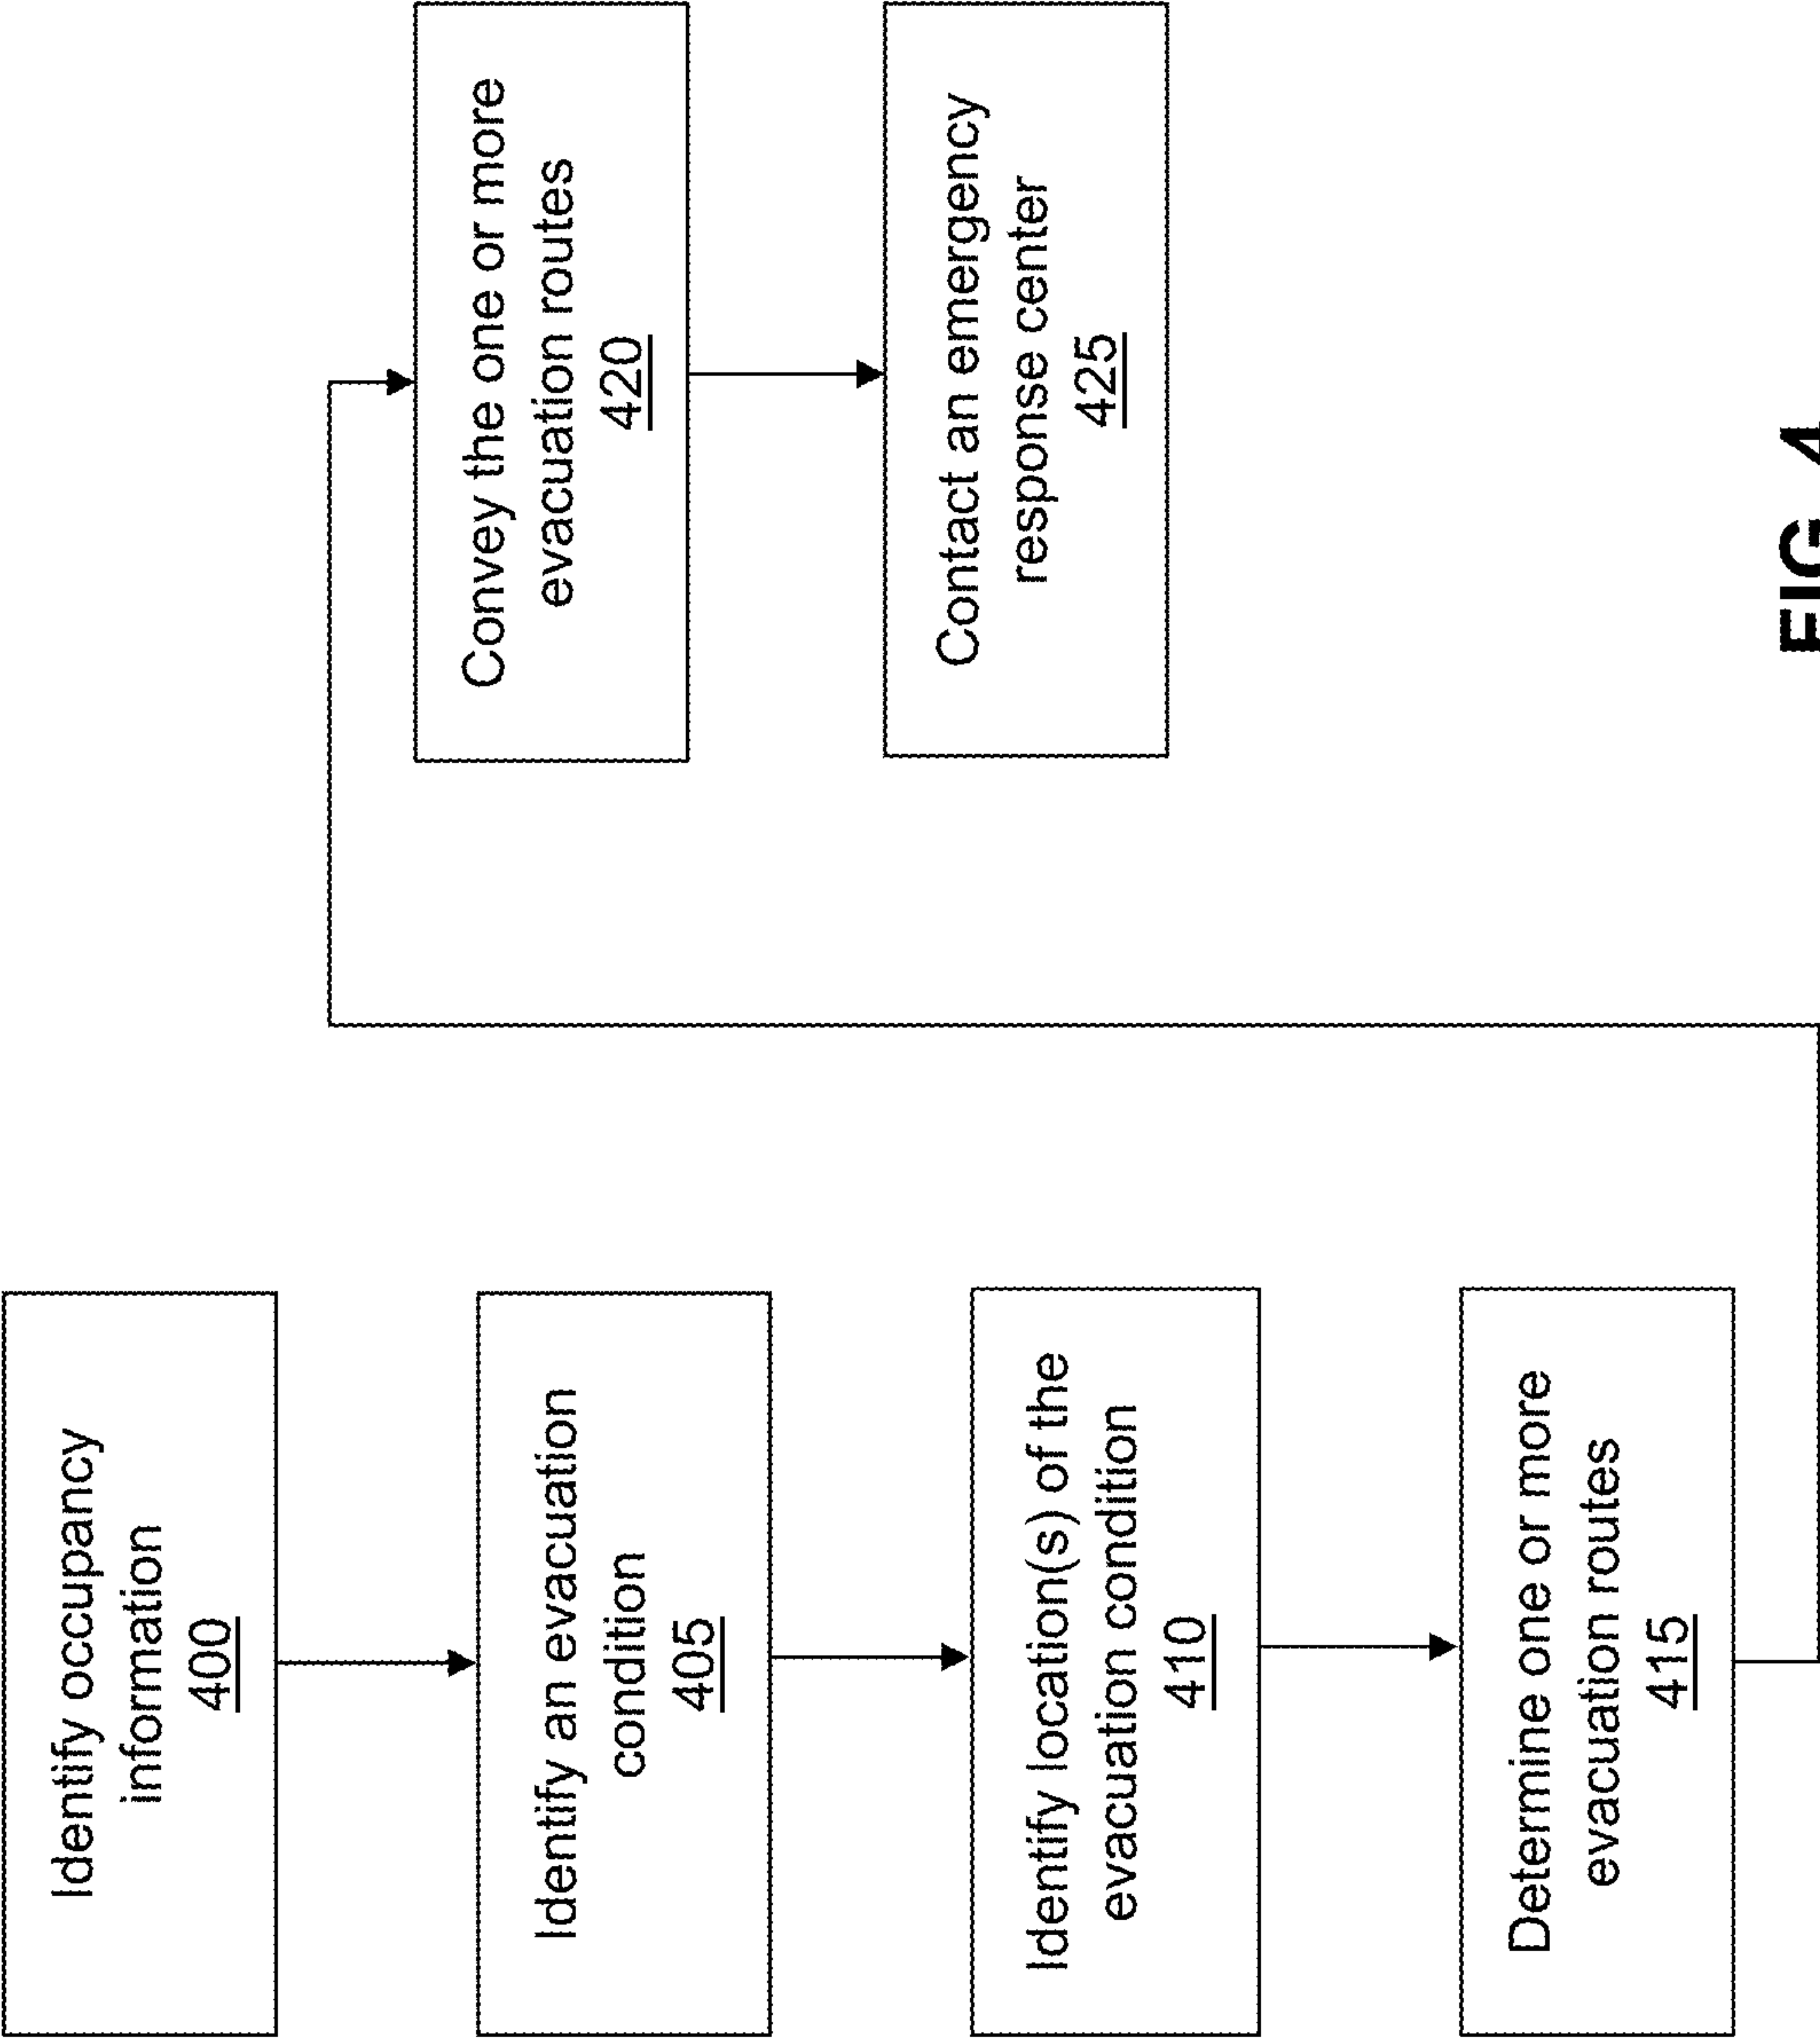 Identify occupancy
information
400
Identify an evacuation
condition
405
Identify location(s) of the
evacuation condition
410
Determine one or more
evacuation routes
415
Convey the one or more
evacuation routes
420
Contact an emergency
response center
425
FIG. 4